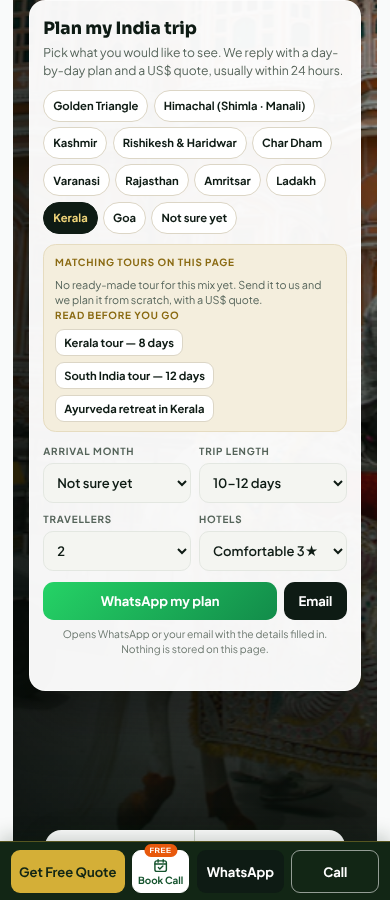 Plan my India trip
Pick what you would like to see. We reply with a day-
by-day plan and a US$ quote, usually within 24 hours.
Golden Triangle
Himachal (Shimla · Manali)
Kashmir
Rishikesh & Haridwar
Char Dham
Varanasi
Rajasthan
Amritsar
Ladakh
Kerala
Goa
Not sure yet
MATCHING TOURS ON THIS PAGE
No ready-made tour for this mix yet. Send it to us and
we plan it from scratch, with a US$ quote.
READ BEFORE YOU GO
Kerala tour — 8 days
South India tour — 12 days
Ayurveda retreat in Kerala
ARRIVAL MONTH
TRIP LENGTH
Not sure yet
10–12 days
TRAVELLERS
HOTELS
2
Comfortable 3★
WhatsApp my plan
Email
Opens WhatsApp or your email with the details filled in.
Nothing is stored on this page.
Get Free Quote
FREE
Book Call
WhatsApp
Call